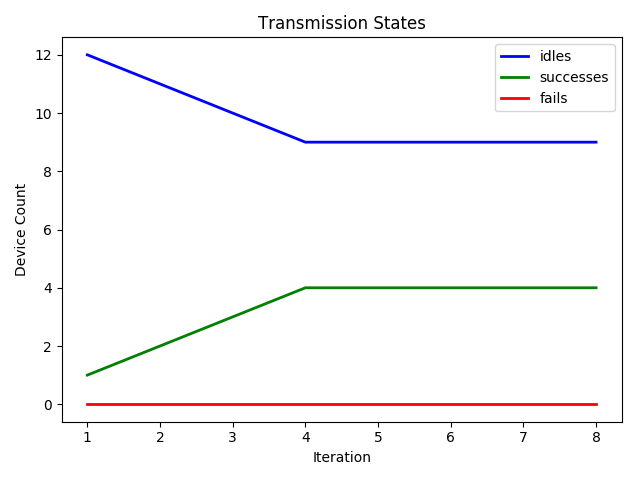 Transmission States
idles
successes
fails
Device Count
12
10
8
6
4
2
0
1 2 3 4 5 6 7 8
Iteration